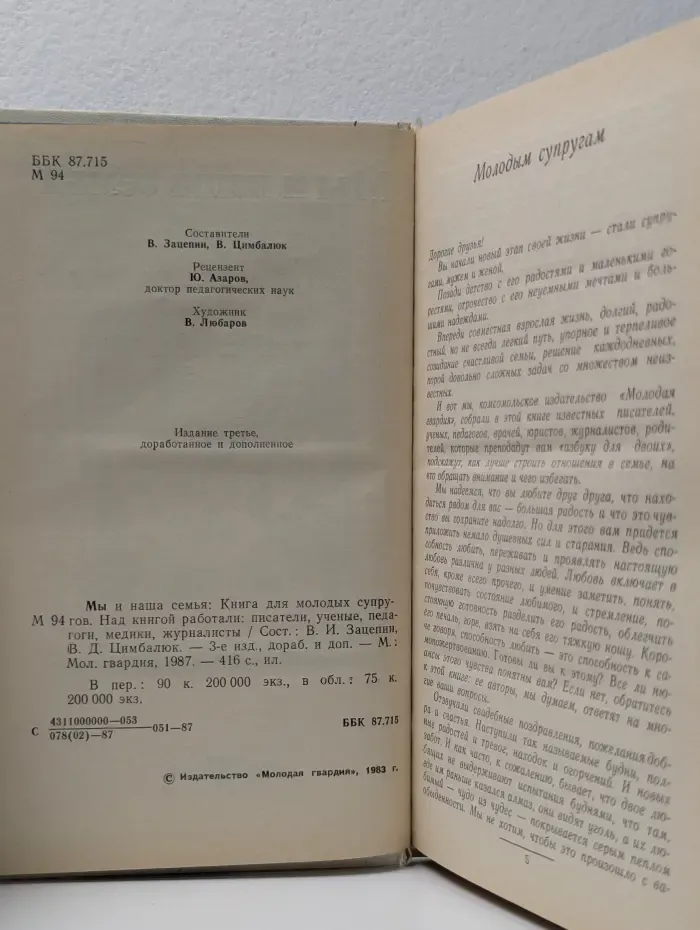 ББК 87.715
М 94
Составители
В. Зацепин, В. Цимбалюк
Рецензент
Ю. Азаров,
доктор педагогических наук
Художник
В. Любаров
Издание третье,
доработанное и дополненное
Мы и наша семья: Книга для молодых супру-
М 94 гов. Над книгой работали: писатели, ученые, педа-
гоги, медики, журналисты / Сост.: В. И. Зацепин,
В. Д. Цимбалюк. — 3-е изд., дораб. и доп. — М.:
Мол. гвардия, 1987. — 416 с., ил.
В пер.: 90 к. 200 000 экз., в обл.: 75 к.
200 000 экз.
С 4311000000—053
078(02)—87 051—87 ББК 87.715
© Издательство «Молодая гвардия», 1983 г.
Молодым супругам
Дорогие друзья!
Вы начали новый этап своей жизни — стали супру-
гами, мужем и женой.
Позади детство с его радостями и маленькими го-
рестями, отрочество с его неуемными мечтами и боль-
шими надеждами.
Впереди совместная взрослая жизнь, долгий, радо-
стный, но не всегда легкий путь, упорное и терпеливое
созидание счастливой семьи, решение каждодневных,
порой довольно сложных задач со множеством неиз-
вестных.
И вот мы, комсомольское издательство «Молодая
гвардия», собрали в этой книге известных писателей,
ученых, педагогов, врачей, юристов, журналистов, роди-
телей, которые преподадут вам «азбуку для двоих»,
подскажут, как лучше строить отношения в семье, на
что обращать внимание и чего избегать.
Мы надеемся, что вы любите друг друга, что нахо-
диться рядом для вас — большая радость и что это чув-
ство вы сохраните надолго. Но для этого вам придется
приложить немало душевных сил и старания. Ведь спо-
собность любить, переживать и проявлять настоящую
любовь различна у разных людей. Любовь включает в
себя, кроме всего прочего, и умение заметить, понять,
почувствовать состояние любимого, и стремление, по-
стоянную готовность разделить его радость, облегчить
его печаль, горе, взять на себя его тяжкую ношу. Коро-
че говоря, способность любить — это способность к са-
мопожертвованию. Готовы ли вы к этому? Все ли ню-
ансы этого чувства понятны вам? Если нет, обратитесь
к этой книге: ее авторы, мы думаем, ответят на мно-
гие ваши вопросы.
Отзвучали свадебные поздравления, пожелания доб-
ра и счастья. Наступили так называемые будни, пол-
ные радостей и тревог, находок и огорчений. И новых
забот. И как часто, к сожалению, бывает, что двое лю-
бящих не выдерживают испытания буднями, что там,
где им раньше казался алмаз, они видят уголь, а их лю-
бимый — чудо из чудес — покрывается серым пеплом
обыденности. Мы не хотим, чтобы это произошло с ва-
5